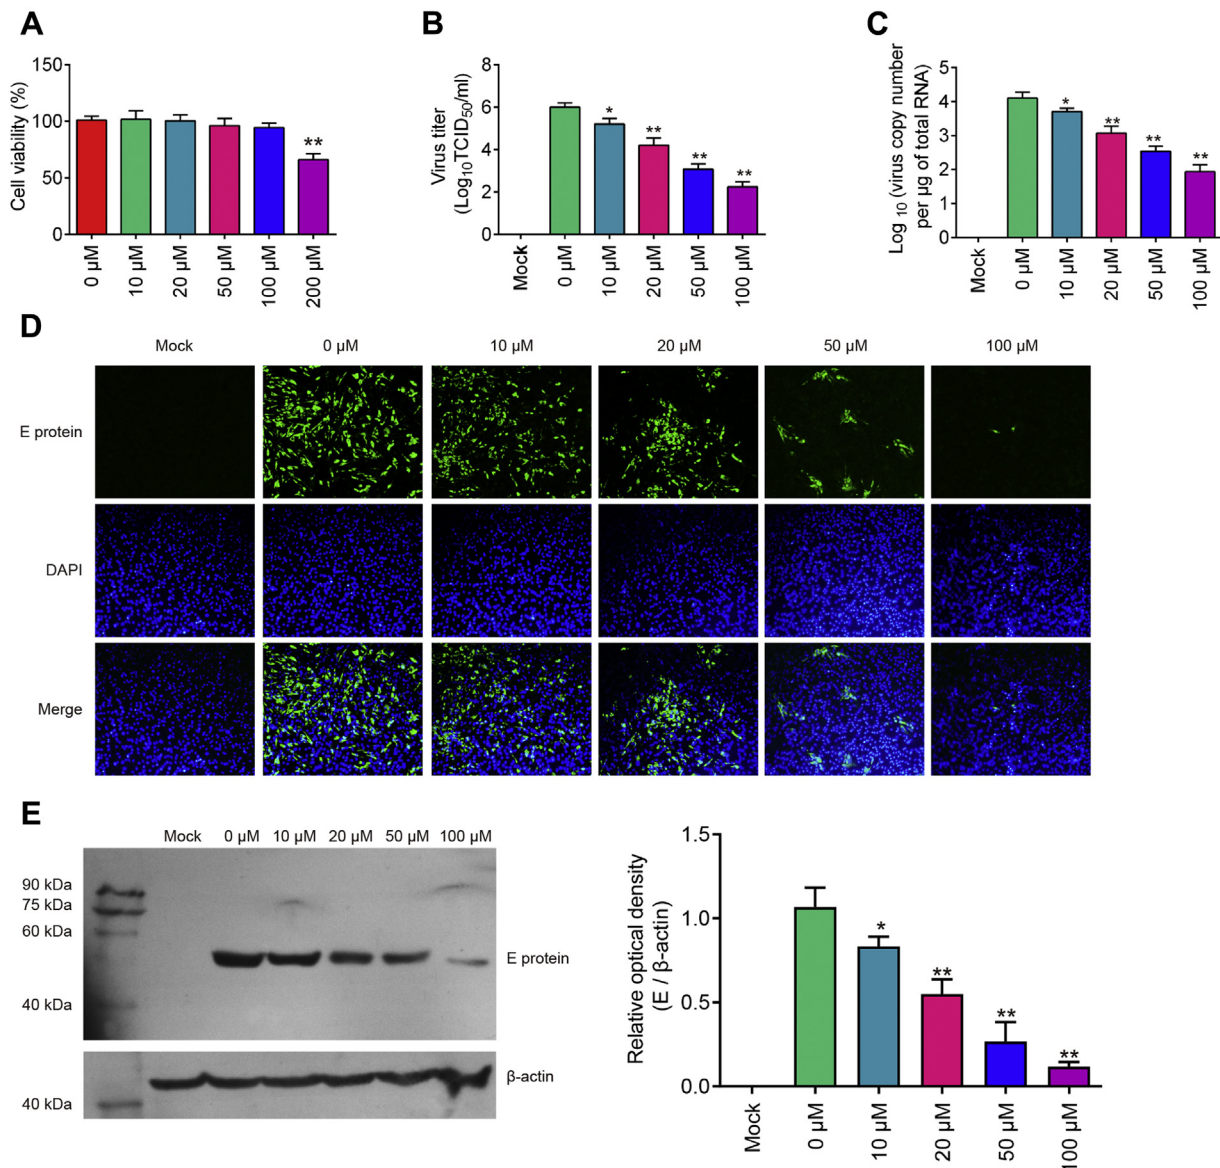 A
B
C
Cell viability (%)
150
100
50
0
0 µM
10 µM
20 µM
50 µM
100 µM
200 µM
**
Virus titer
(Log10TCID50/ml)
8
6
4
2
0
Mock
0 µM
10 µM
20 µM
50 µM
100 µM
*
**
**
**
Log 10 (virus copy number
per µg of total RNA)
5
4
3
2
1
0
Mock
0 µM
10 µM
20 µM
50 µM
100 µM
*
**
**
**
D
Mock 0 µM 10 µM 20 µM 50 µM 100 µM
E protein
DAPI
Merge
E
Mock 0 µM 10 µM 20 µM 50 µM 100 µM
90 kDa
75 kDa
60 kDa
E protein
40 kDa
β-actin
40 kDa
Relative optical density
(E / β-actin)
1.5
1.0
0.5
0.0
Mock
0 µM
10 µM
20 µM
50 µM
100 µM
*
**
**
**